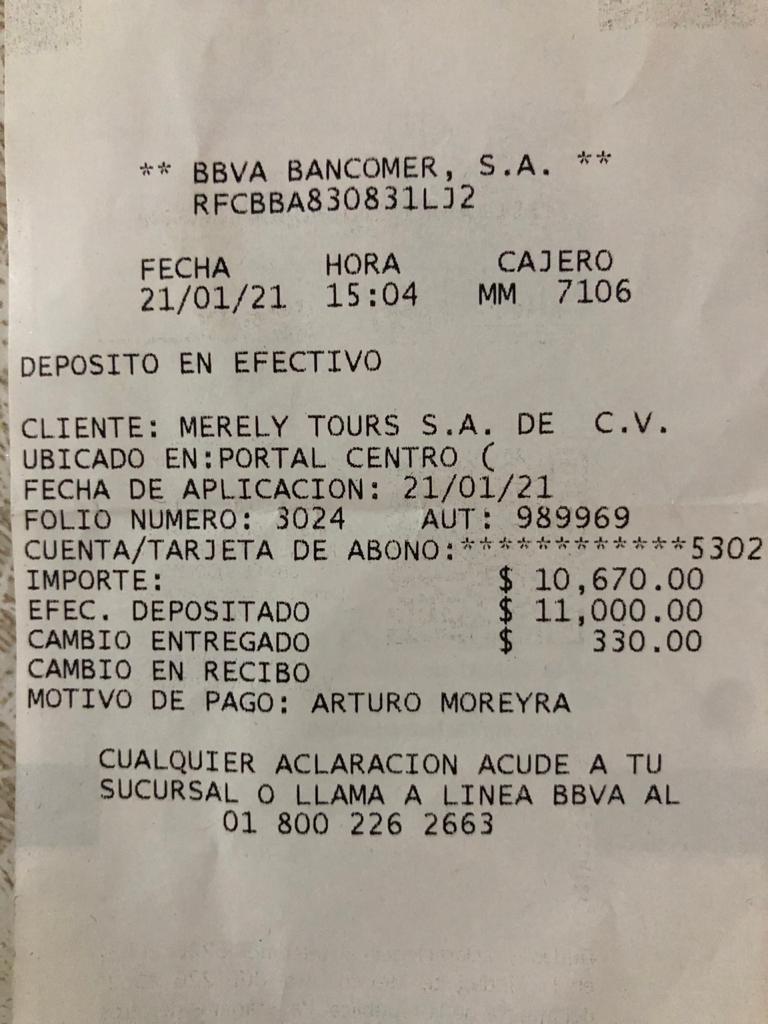 ** BBVA BANCOMER, S.A. **
RFCBBA830831LJ2
FECHA HORA CAJERO
21/01/21 15:04 MM 7106
DEPOSITO EN EFECTIVO
CLIENTE: MERELY TOURS S.A. DE C.V.
UBICADO EN:PORTAL CENTRO (
FECHA DE APLICACION: 21/01/21
FOLIO NUMERO: 3024 AUT: 989969
CUENTA/TARJETA DE ABONO:************5302
IMPORTE: $ 10,670.00
EFEC. DEPOSITADO $ 11,000.00
CAMBIO ENTREGADO $ 330.00
CAMBIO EN RECIBO
MOTIVO DE PAGO: ARTURO MOREYRA
CUALQUIER ACLARACION ACUDE A TU
SUCURSAL O LLAMA A LINEA BBVA AL
01 800 226 2663